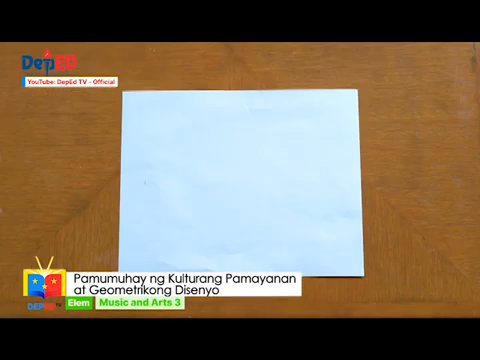 DepED
YouTube: DepEd TV - Official
Pamumuhay ng Kulturang Pamayanan
at Geometrikong Disenyo
DEPED TV
Elem Music and Arts 3